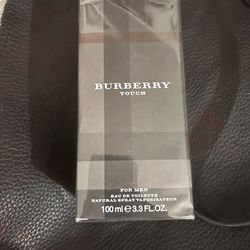 BURBERRY
TOUCH
FOR MEN
EAU DE TOILETTE
NATURAL SPRAY VAPORISATEUR
100 ml ℮ 3.3 FL.OZ.